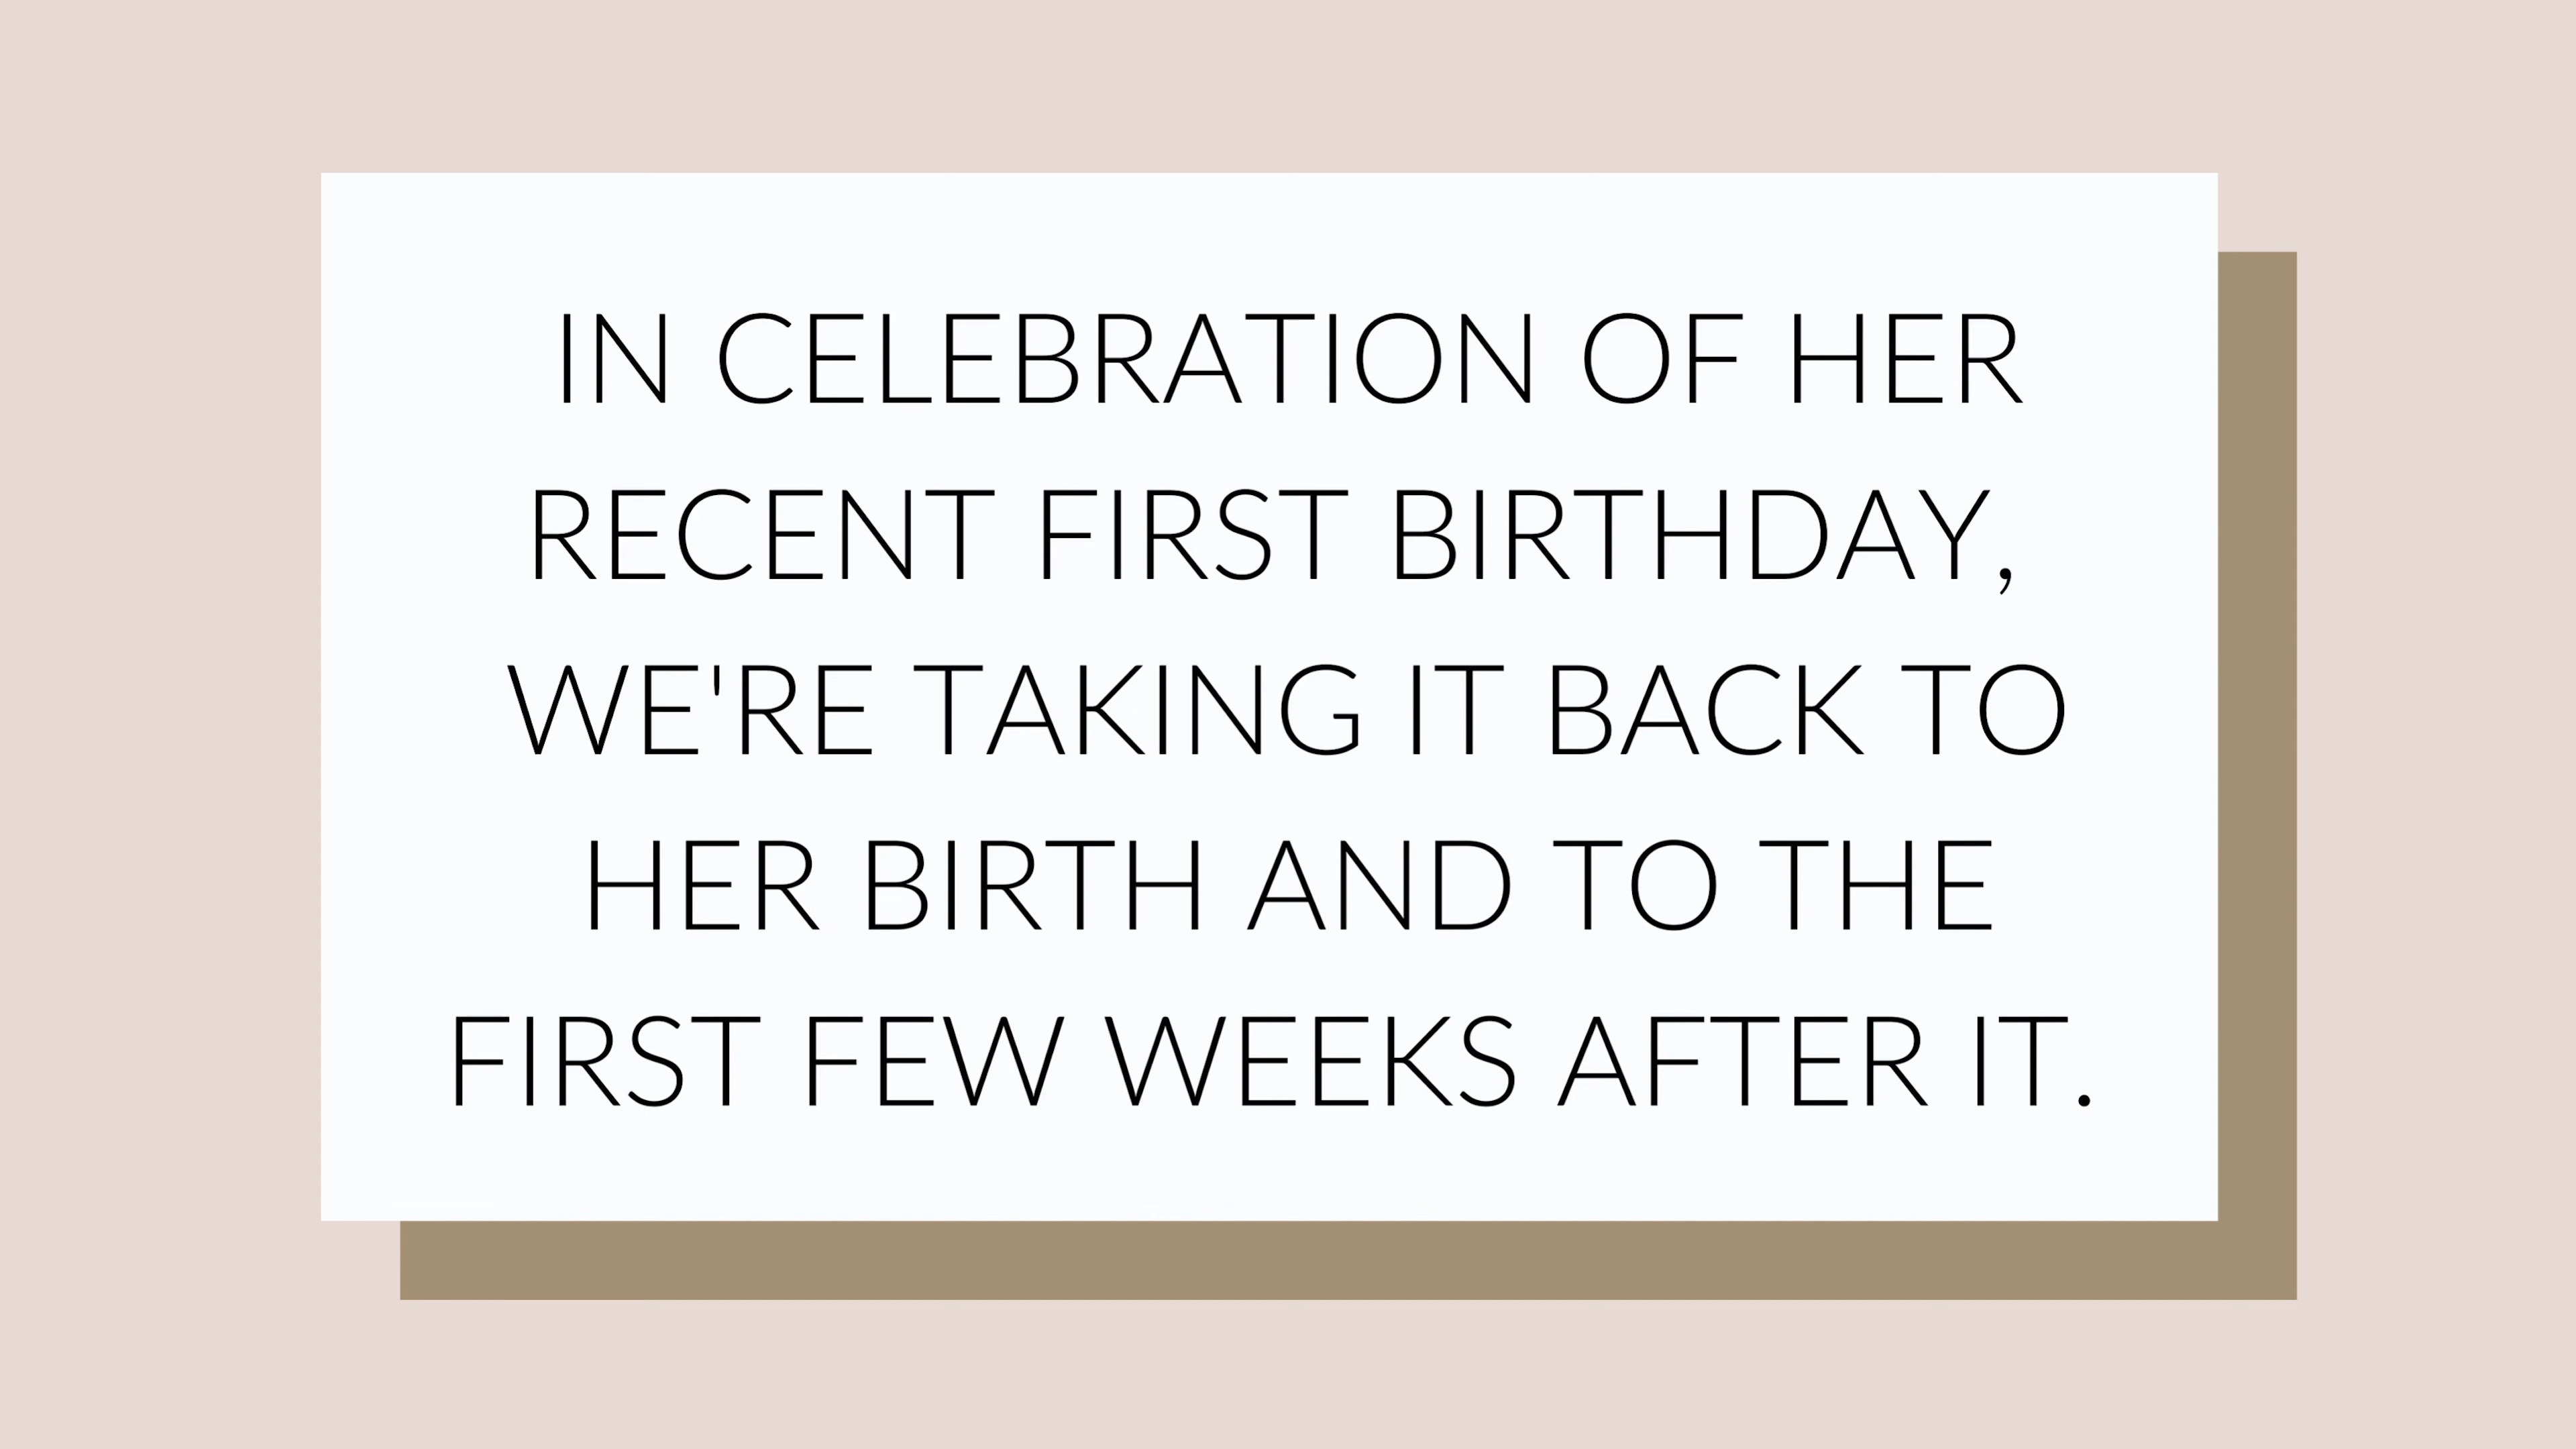 IN CELEBRATION OF HER
RECENT FIRST BIRTHDAY,
WE'RE TAKING IT BACK TO
HER BIRTH AND TO THE
FIRST FEW WEEKS AFTER IT.